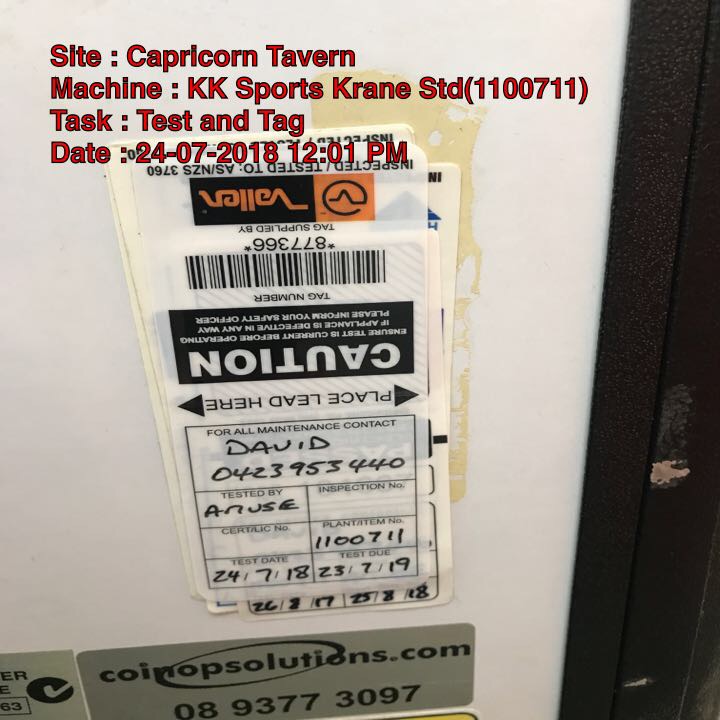 Site : Capricorn Tavern
Machine : KK Sports Krane Std(1100711)
Task : Test and Tag
Date : 24-07-2018 12:01 PM
INSPECTED / TESTED TO: AS/NZS 3760
Vallen
TAG SUPPLIED BY
*877366*
TAG NUMBER
CAUTION
ENSURE TEST IS CURRENT BEFORE OPERATING
IF APPLIANCE IS DEFECTIVE IN ANY WAY
PLEASE INFORM YOUR SAFETY OFFICER
PLACE LEAD HERE
FOR ALL MAINTENANCE CONTACT
DAVID
0423953440
TESTED BY
INSPECTION No.
AMUSE
CERT/LIC No.
PLANT/ITEM No.
1100711
TEST DATE
TEST DUE
24/7/18
23/7/19
26/8/17
25/8/18
coinopsolutions.com
08 9377 3097